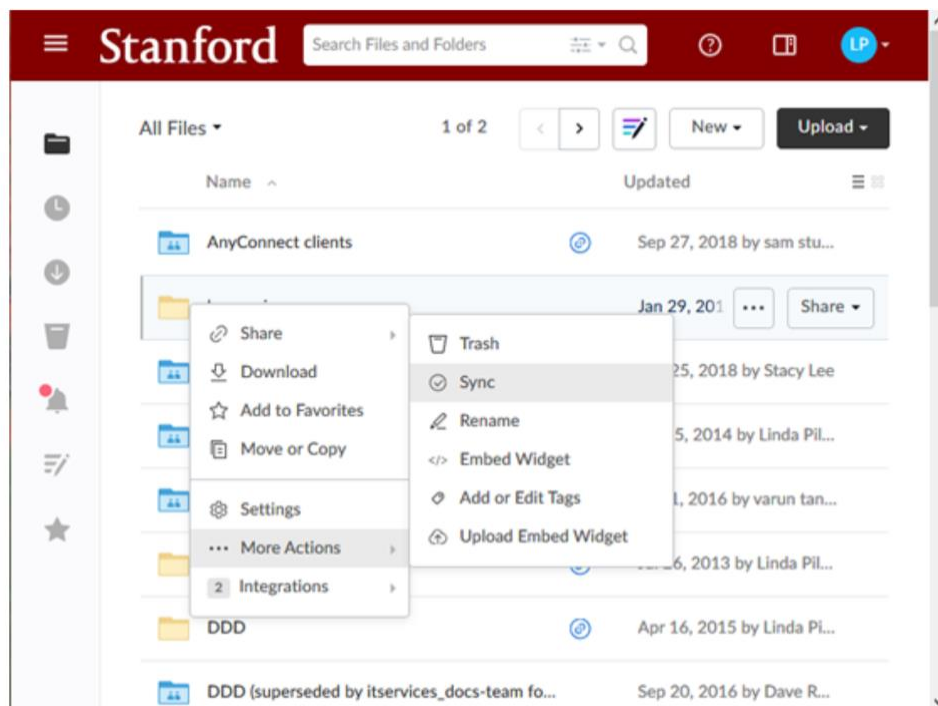 Stanford
Search Files and Folders
LP
All Files
1 of 2
New
Upload
Name
Updated
AnyConnect clients
Sep 27, 2018 by sam stu...
Jan 29, 201
Share
Share
Download
Add to Favorites
Move or Copy
Settings
More Actions
2 Integrations
Trash
Sync
Rename
Embed Widget
Add or Edit Tags
Upload Embed Widget
25, 2018 by Stacy Lee
5, 2014 by Linda Pil...
, 2016 by varun tan...
6, 2013 by Linda Pil...
DDD
Apr 16, 2015 by Linda Pi...
DDD (superseded by itservices_docs-team fo...
Sep 20, 2016 by Dave R...